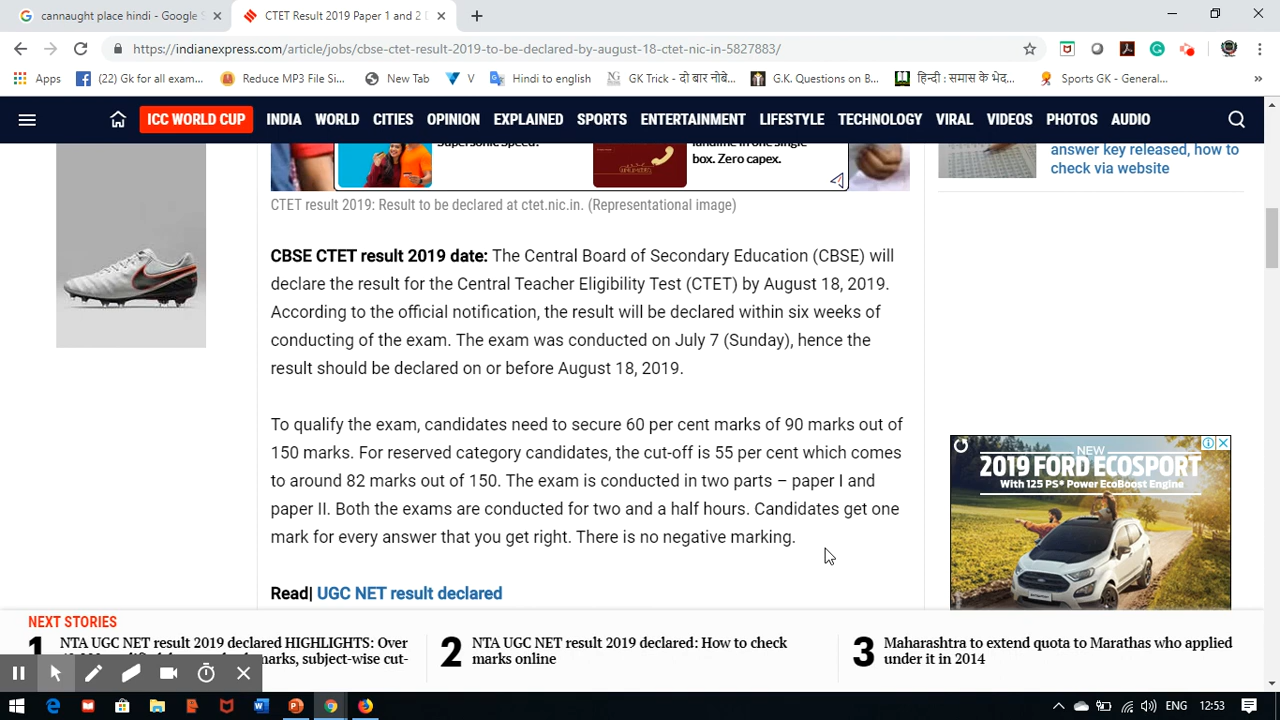 cannaught place hindi - Google S
CTET Result 2019 Paper 1 and 2 D
https://indianexpress.com/article/jobs/cbse-ctet-result-2019-to-be-declared-by-august-18-ctet-nic-in-5827883/
Apps
(22) Gk for all exam...
Reduce MP3 File Si...
New Tab
V
Hindi to english
GK Trick - दो बार नोबे...
G.K. Questions on B...
हिन्दी : समास के भेद...
Sports GK - General...
ICC WORLD CUP INDIA WORLD CITIES OPINION EXPLAINED SPORTS ENTERTAINMENT LIFESTYLE TECHNOLOGY VIRAL VIDEOS PHOTOS AUDIO
Supersonic Speed!
landline in one single
box. Zero capex.
answer key released, how to
check via website
CTET result 2019: Result to be declared at ctet.nic.in. (Representational image)
CBSE CTET result 2019 date: The Central Board of Secondary Education (CBSE) will
declare the result for the Central Teacher Eligibility Test (CTET) by August 18, 2019.
According to the official notification, the result will be declared within six weeks of
conducting of the exam. The exam was conducted on July 7 (Sunday), hence the
result should be declared on or before August 18, 2019.
To qualify the exam, candidates need to secure 60 per cent marks of 90 marks out of
150 marks. For reserved category candidates, the cut-off is 55 per cent which comes
to around 82 marks out of 150. The exam is conducted in two parts – paper I and
paper II. Both the exams are conducted for two and a half hours. Candidates get one
mark for every answer that you get right. There is no negative marking.
Read| UGC NET result declared
NEW
2019 FORD ECOSPORT
With 125 PS* Power EcoBoost Engine
NEXT STORIES
1 NTA UGC NET result 2019 declared HIGHLIGHTS: Over
marks, subject-wise cut-
2 NTA UGC NET result 2019 declared: How to check
marks online
3 Maharashtra to extend quota to Marathas who applied
under it in 2014
ENG 12:53